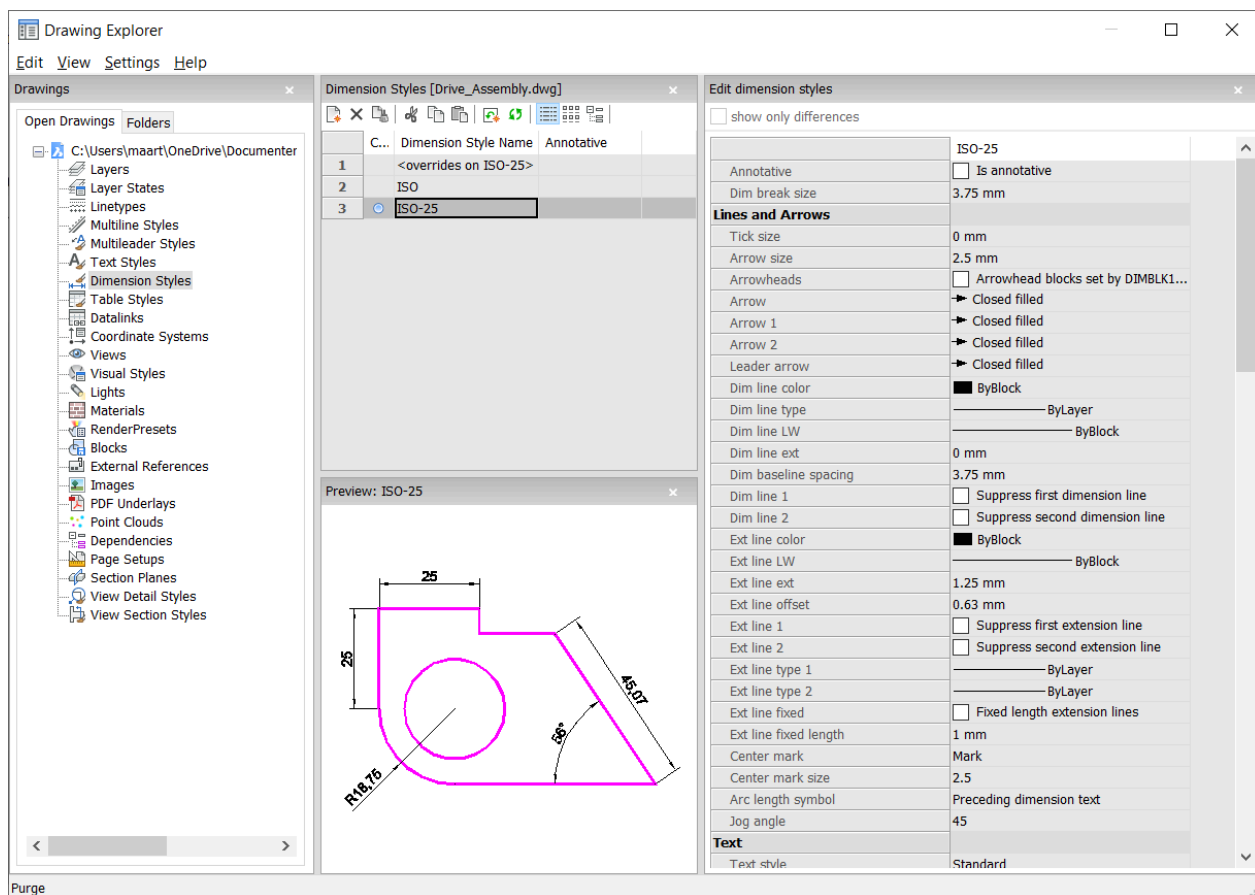 Drawing Explorer
Edit View Settings Help
Drawings
Open Drawings Folders
C:\Users\maart\OneDrive\Documenter
Layers
Layer States
Linetypes
Multiline Styles
Multileader Styles
Text Styles
Dimension Styles
Table Styles
Datalinks
Coordinate Systems
Views
Visual Styles
Lights
Materials
RenderPresets
Blocks
External References
Images
PDF Underlays
Point Clouds
Dependencies
Page Setups
Section Planes
View Detail Styles
View Section Styles
Dimension Styles [Drive_Assembly.dwg]
C... Dimension Style Name Annotative
1 <overrides on ISO-25>
2 ISO
3 ISO-25
Preview: ISO-25
25
25
45,07
56°
R18,75
Edit dimension styles
show only differences
ISO-25
Annotative Is annotative
Dim break size 3.75 mm
Lines and Arrows
Tick size 0 mm
Arrow size 2.5 mm
Arrowheads Arrowhead blocks set by DIMBLK1...
Arrow Closed filled
Arrow 1 Closed filled
Arrow 2 Closed filled
Leader arrow Closed filled
Dim line color ByBlock
Dim line type ByLayer
Dim line LW ByBlock
Dim line ext 0 mm
Dim baseline spacing 3.75 mm
Dim line 1 Suppress first dimension line
Dim line 2 Suppress second dimension line
Ext line color ByBlock
Ext line LW ByBlock
Ext line ext 1.25 mm
Ext line offset 0.63 mm
Ext line 1 Suppress first extension line
Ext line 2 Suppress second extension line
Ext line type 1 ByLayer
Ext line type 2 ByLayer
Ext line fixed Fixed length extension lines
Ext line fixed length 1 mm
Center mark Mark
Center mark size 2.5
Arc length symbol Preceding dimension text
Jog angle 45
Text
Text style Standard
Purge